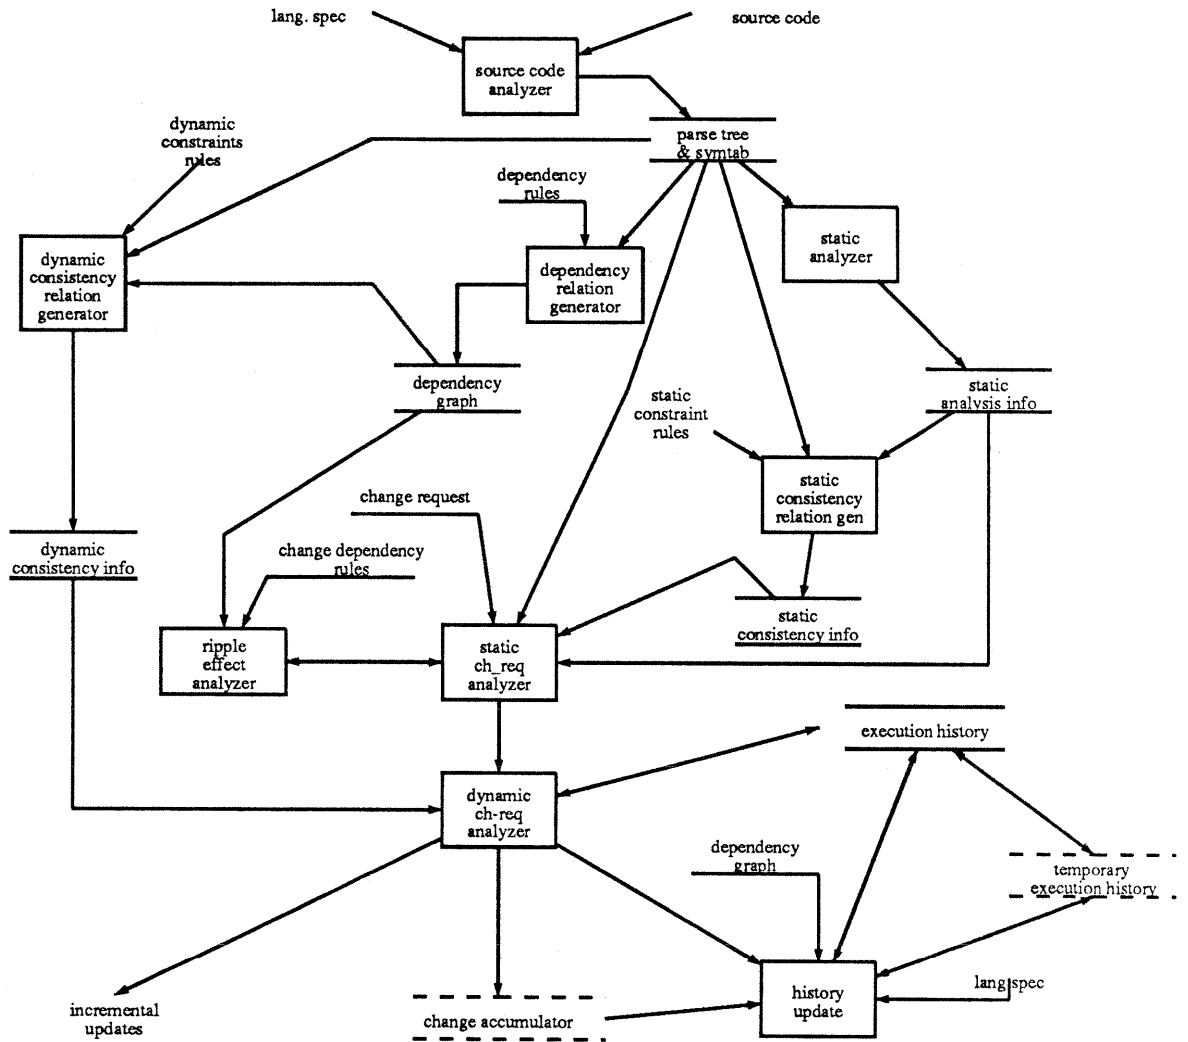 lang. spec
source code
source code
analyzer
dynamic
constraints
rules
parse tree
& symtab
dependency
rules
static
analyzer
dynamic
consistency
relation
generator
dependency
relation
generator
dependency
graph
static
analysis info
static
constraint
rules
static
consistency
relation gen
change request
dynamic
consistency info
change dependency
rules
static
consistency info
ripple
effect
analyzer
static
ch_req
analyzer
execution history
dynamic
ch-req
analyzer
dependency
graph
temporary
execution history
incremental
updates
change accumulator
history
update
lang spec